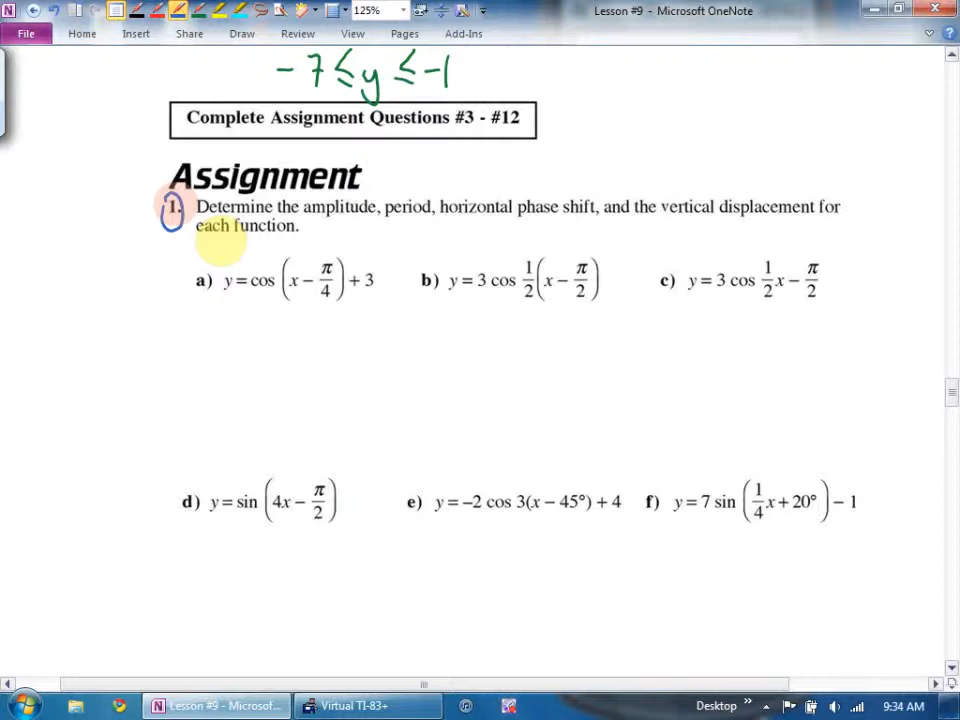 125%
Lesson #9 - Microsoft OneNote
File Home Insert Share Draw Review View Pages Add-Ins
-7 ≤ y ≤ -1
Complete Assignment Questions #3 - #12
Assignment
1. Determine the amplitude, period, horizontal phase shift, and the vertical displacement for
each function.
a) y = cos (x − π/4) + 3 b) y = 3 cos 1/2(x − π/2) c) y = 3 cos 1/2x − π/2
d) y = sin (4x − π/2) e) y = −2 cos 3(x − 45°) + 4 f) y = 7 sin (1/4x + 20°) − 1
Lesson #9 - Microsof... Virtual TI-83+ Desktop » 9:34 AM